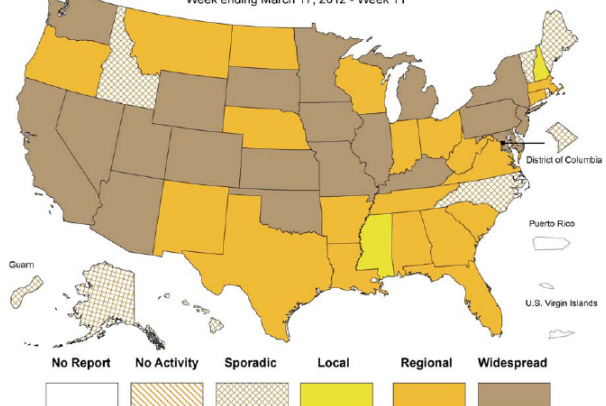 Week ending March 17, 2012 - Week 11
District of Columbia
Puerto Rico
Guam
U.S. Virgin Islands
No Report
No Activity
Sporadic
Local
Regional
Widespread